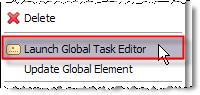 Delete
Launch Global Task Editor
Update Global Element